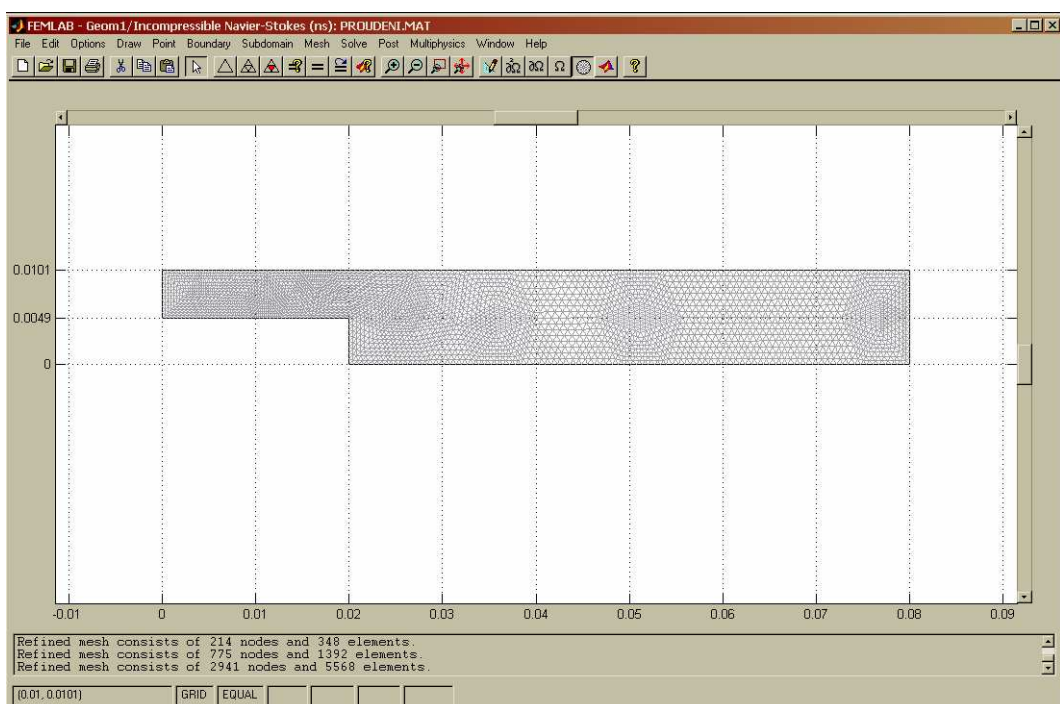 FEMLAB - Geom1/Incompressible Navier-Stokes (ns): PROUDENI.MAT
File Edit Options Draw Point Boundary Subdomain Mesh Solve Post Multiphysics Window Help
∂Ω Ω ?
0.0101
0.0049
0
-0.01 0 0.01 0.02 0.03 0.04 0.05 0.06 0.07 0.08 0.09
Refined mesh consists of 214 nodes and 348 elements.
Refined mesh consists of 775 nodes and 1392 elements.
Refined mesh consists of 2941 nodes and 5568 elements.
(0.01, 0.0101) GRID EQUAL